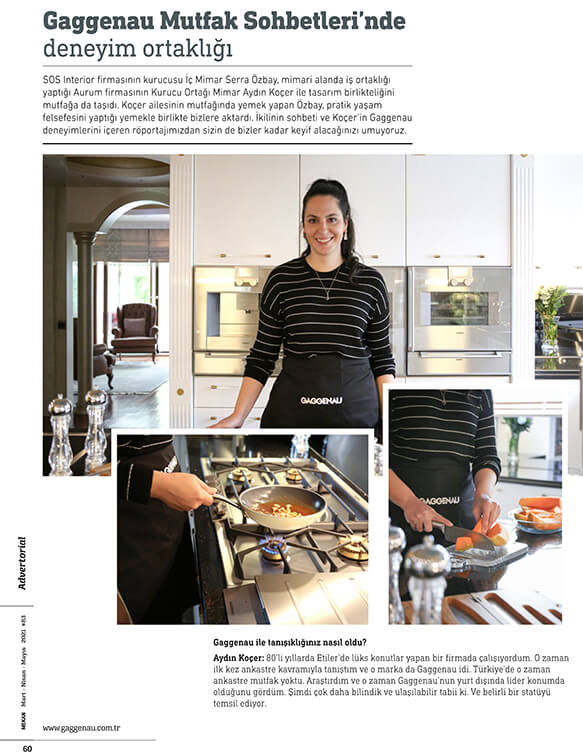 Gaggenau Mutfak Sohbetleri'nde
deneyim ortaklığı
SOS Interior firmasının kurucusu İç Mimar Serra Özbay, mimari alanda iş ortaklığı
yaptığı Aurum firmasının Kurucu Ortağı Mimar Aydın Koçer ile tasarım birlikteliğini
mutfağa da taşıdı. Koçer ailesinin mutfağında yemek yapan Özbay, pratik yaşam
felsefesini yaptığı yemekle birlikte bizlere aktardı. İkilinin sohbeti ve Koçer'in Gaggenau
deneyimlerini içeren röportajımızdan sizin de bizler kadar keyif alacağınızı umuyoruz.
GAGGENAU
GAGGENAU
GAGGENAU
Advertorial
MEKAN Mart - Nisan - Mayıs 2021 #83
Gaggenau ile tanışıklığınız nasıl oldu?
Aydın Koçer: 80'li yıllarda Etiler'de lüks konutlar yapan bir firmada çalışıyordum. O zaman
ilk kez ankastre kavramıyla tanıştım ve o marka da Gaggenau idi. Türkiye'de o zaman
ankastre mutfak yoktu. Araştırdım ve o zaman Gaggenau'nun yurt dışında lider konumda
olduğunu gördüm. Şimdi çok daha bilindik ve ulaşılabilir tabii ki. Ve belirli bir statüyü
temsil ediyor.
www.gaggenau.com.tr
60